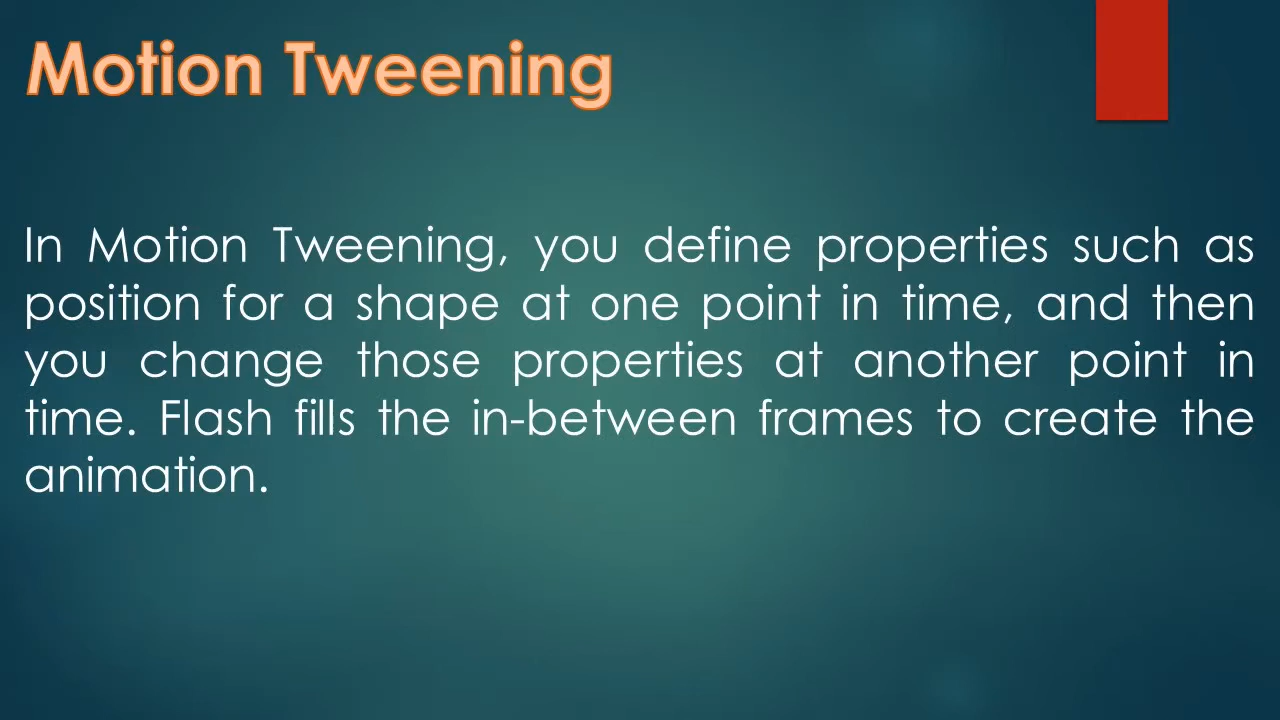 Motion Tweening
In Motion Tweening, you define properties such as
position for a shape at one point in time, and then
you change those properties at another point in
time. Flash fills the in-between frames to create the
animation.